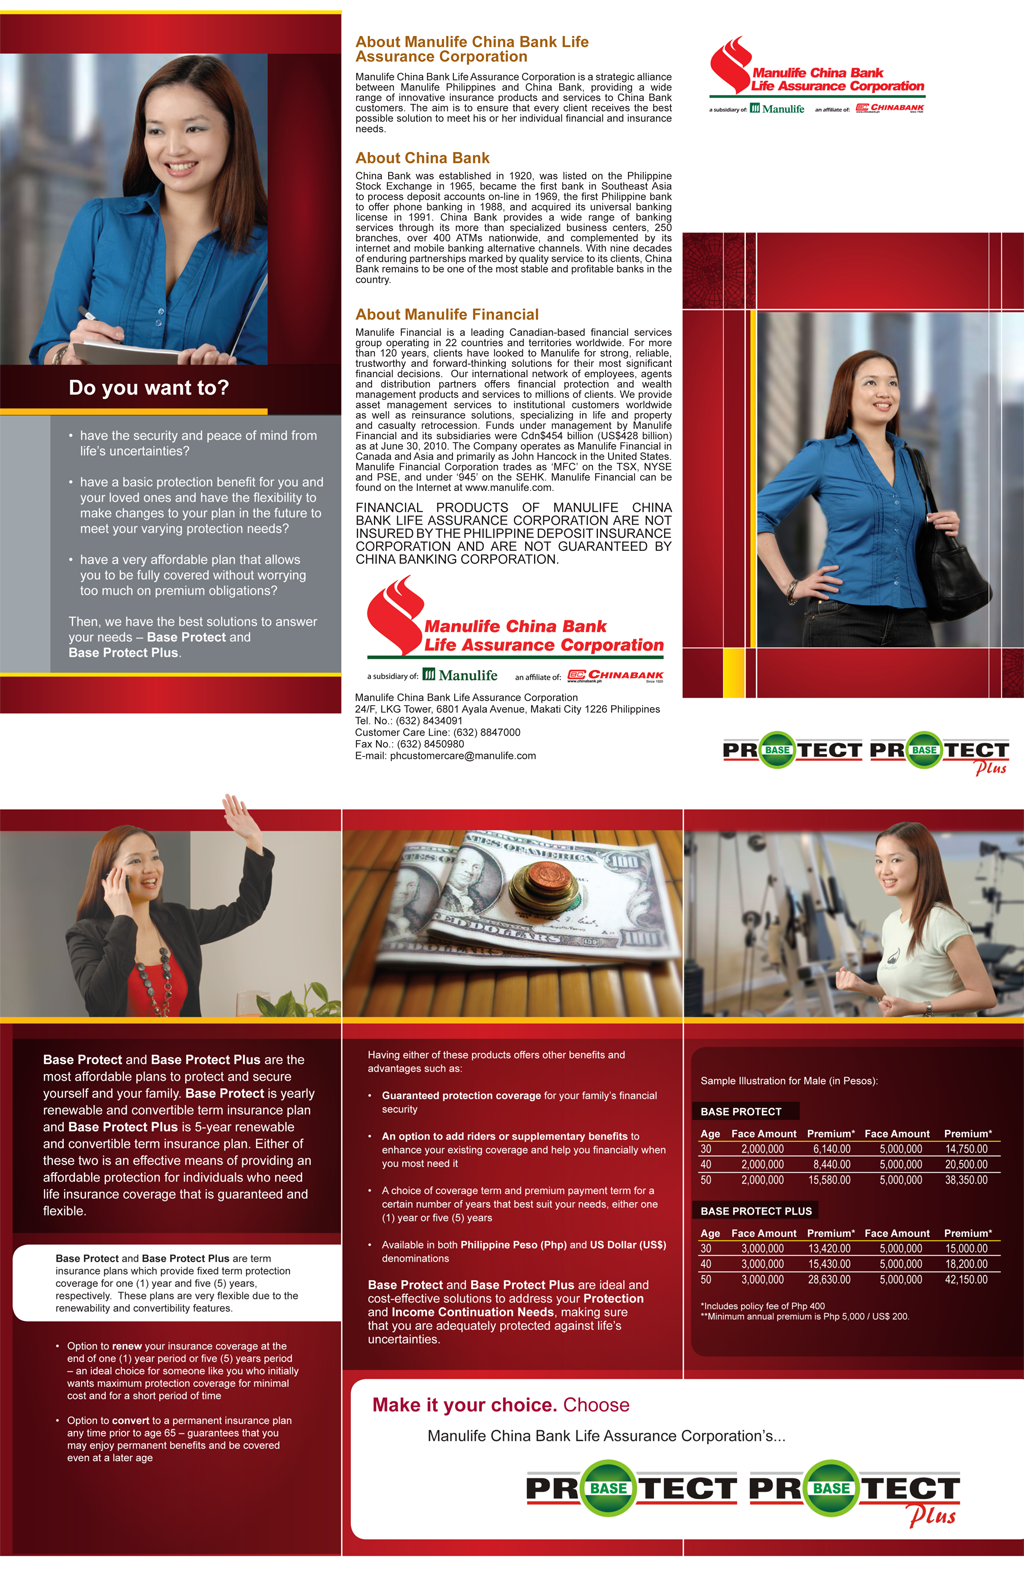 Do you want to?
• have the security and peace of mind from
life's uncertainties?
• have a basic protection benefit for you and
your loved ones and have the flexibility to
make changes to your plan in the future to
meet your varying protection needs?
• have a very affordable plan that allows
you to be fully covered without worrying
too much on premium obligations?
Then, we have the best solutions to answer
your needs – Base Protect and
Base Protect Plus.
About Manulife China Bank Life
Assurance Corporation
Manulife China Bank Life Assurance Corporation is a strategic alliance
between Manulife Philippines and China Bank, providing a wide
range of innovative insurance products and services to China Bank
customers. The aim is to ensure that every client receives the best
possible solution to meet his or her individual financial and insurance
needs.
About China Bank
China Bank was established in 1920, was listed on the Philippine
Stock Exchange in 1965, became the first bank in Southeast Asia
to process deposit accounts on-line in 1969, the first Philippine bank
to offer phone banking in 1988, and acquired its universal banking
license in 1991. China Bank provides a wide range of banking
services through its more than specialized business centers, 250
branches, over 400 ATMs nationwide, and complemented by its
internet and mobile banking alternative channels. With nine decades
of enduring partnerships marked by quality service to its clients, China
Bank remains to be one of the most stable and profitable banks in the
country.
About Manulife Financial
Manulife Financial is a leading Canadian-based financial services
group operating in 22 countries and territories worldwide. For more
than 120 years, clients have looked to Manulife for strong, reliable,
trustworthy and forward-thinking solutions for their most significant
financial decisions. Our international network of employees, agents
and distribution partners offers financial protection and wealth
management products and services to millions of clients. We provide
asset management services to institutional customers worldwide
as well as reinsurance solutions, specializing in life and property
and casualty retrocession. Funds under management by Manulife
Financial and its subsidiaries were Cdn$454 billion (US$428 billion)
as at June 30, 2010. The Company operates as Manulife Financial in
Canada and Asia and primarily as John Hancock in the United States.
Manulife Financial Corporation trades as 'MFC' on the TSX, NYSE
and PSE, and under '945' on the SEHK. Manulife Financial can be
found on the Internet at www.manulife.com.
FINANCIAL PRODUCTS OF MANULIFE CHINA
BANK LIFE ASSURANCE CORPORATION ARE NOT
INSURED BY THE PHILIPPINE DEPOSIT INSURANCE
CORPORATION AND ARE NOT GUARANTEED BY
CHINA BANKING CORPORATION.
Manulife China Bank
Life Assurance Corporation
a subsidiary of: Manulife an affiliate of: CHINABANK
www.chinabank.ph Since 1920
Manulife China Bank Life Assurance Corporation
24/F, LKG Tower, 6801 Ayala Avenue, Makati City 1226 Philippines
Tel. No.: (632) 8434091
Customer Care Line: (632) 8847000
Fax No.: (632) 8450980
E-mail: phcustomercare@manulife.com
Manulife China Bank
Life Assurance Corporation
a subsidiary of: Manulife an affiliate of: CHINABANK
PROTECT BASE PROTECT BASE
Plus
Base Protect and Base Protect Plus are the
most affordable plans to protect and secure
yourself and your family. Base Protect is yearly
renewable and convertible term insurance plan
and Base Protect Plus is 5-year renewable
and convertible term insurance plan. Either of
these two is an effective means of providing an
affordable protection for individuals who need
life insurance coverage that is guaranteed and
flexible.
Base Protect and Base Protect Plus are term
insurance plans which provide fixed term protection
coverage for one (1) year and five (5) years,
respectively. These plans are very flexible due to the
renewability and convertibility features.
• Option to renew your insurance coverage at the
end of one (1) year period or five (5) years period
– an ideal choice for someone like you who initially
wants maximum protection coverage for minimal
cost and for a short period of time
• Option to convert to a permanent insurance plan
any time prior to age 65 – guarantees that you
may enjoy permanent benefits and be covered
even at a later age
Having either of these products offers other benefits and
advantages such as:
• Guaranteed protection coverage for your family's financial
security
• An option to add riders or supplementary benefits to
enhance your existing coverage and help you financially when
you most need it
• A choice of coverage term and premium payment term for a
certain number of years that best suit your needs, either one
(1) year or five (5) years
• Available in both Philippine Peso (Php) and US Dollar (US$)
denominations
Base Protect and Base Protect Plus are ideal and
cost-effective solutions to address your Protection
and Income Continuation Needs, making sure
that you are adequately protected against life's
uncertainties.
Sample Illustration for Male (in Pesos):
BASE PROTECT
Age Face Amount Premium* Face Amount Premium*
30 2,000,000 6,140.00 5,000,000 14,750.00
40 2,000,000 8,440.00 5,000,000 20,500.00
50 2,000,000 15,580.00 5,000,000 38,350.00
BASE PROTECT PLUS
Age Face Amount Premium* Face Amount Premium*
30 3,000,000 13,420.00 5,000,000 15,000.00
40 3,000,000 15,430.00 5,000,000 18,200.00
50 3,000,000 28,630.00 5,000,000 42,150.00
*Includes policy fee of Php 400
**Minimum annual premium is Php 5,000 / US$ 200.
Make it your choice. Choose
Manulife China Bank Life Assurance Corporation's...
PROTECT BASE PROTECT BASE
Plus